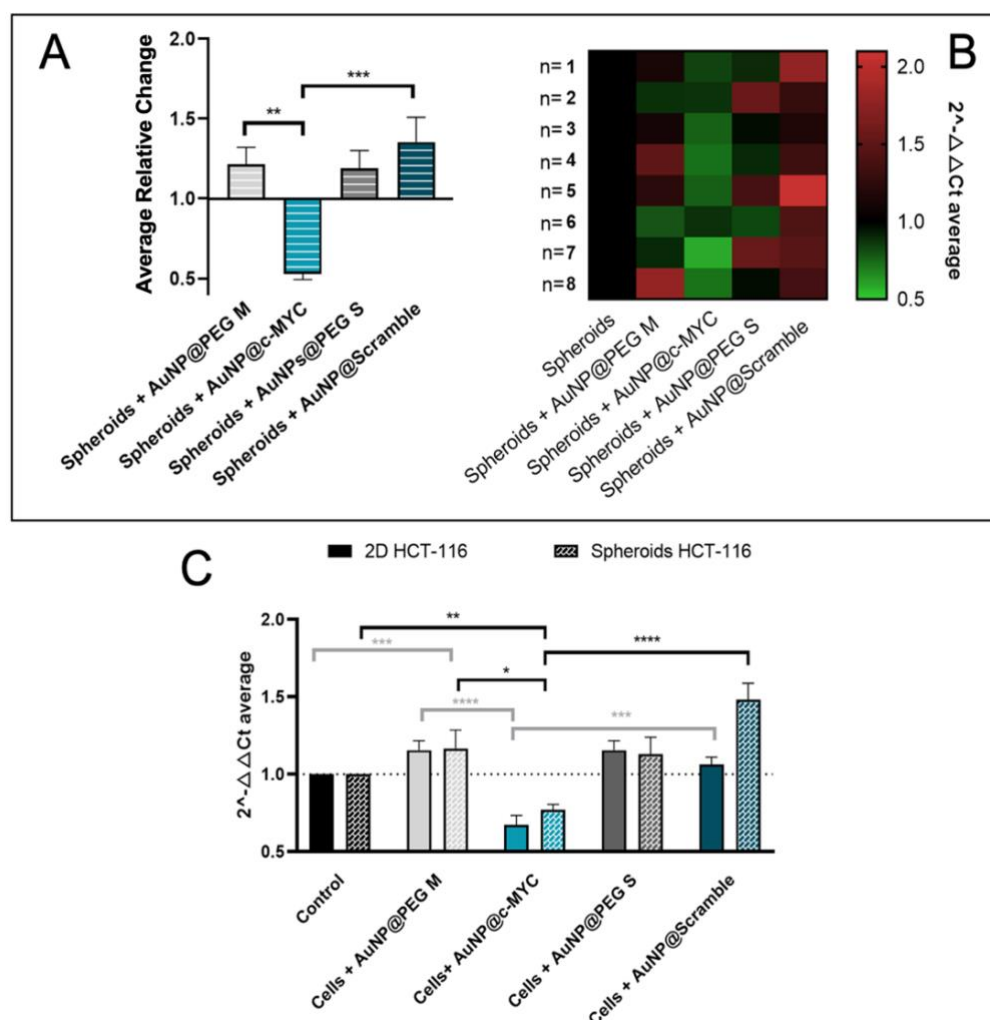 A
Average Relative Change
2.0
1.5
1.0
0.5
**
***
Spheroids + AuNP@PEG M
Spheroids + AuNP@c-MYC
Spheroids + AuNPs@PEG S
Spheroids + AuNP@Scramble
B
n= 1
n= 2
n= 3
n= 4
n= 5
n= 6
n= 7
n= 8
Spheroids
Spheroids + AuNP@PEG M
Spheroids + AuNP@c-MYC
Spheroids + AuNP@PEG S
Spheroids + AuNP@Scramble
2.0
1.5
1.0
0.5
2^-△△Ct average
C
2D HCT-116
Spheroids HCT-116
2^-△△Ct average
2.0
1.5
1.0
0.5
**
***
****
*
****
***
Control
Cells + AuNP@PEG M
Cells+ AuNP@c-MYC
Cells + AuNP@PEG S
Cells + AuNP@Scramble